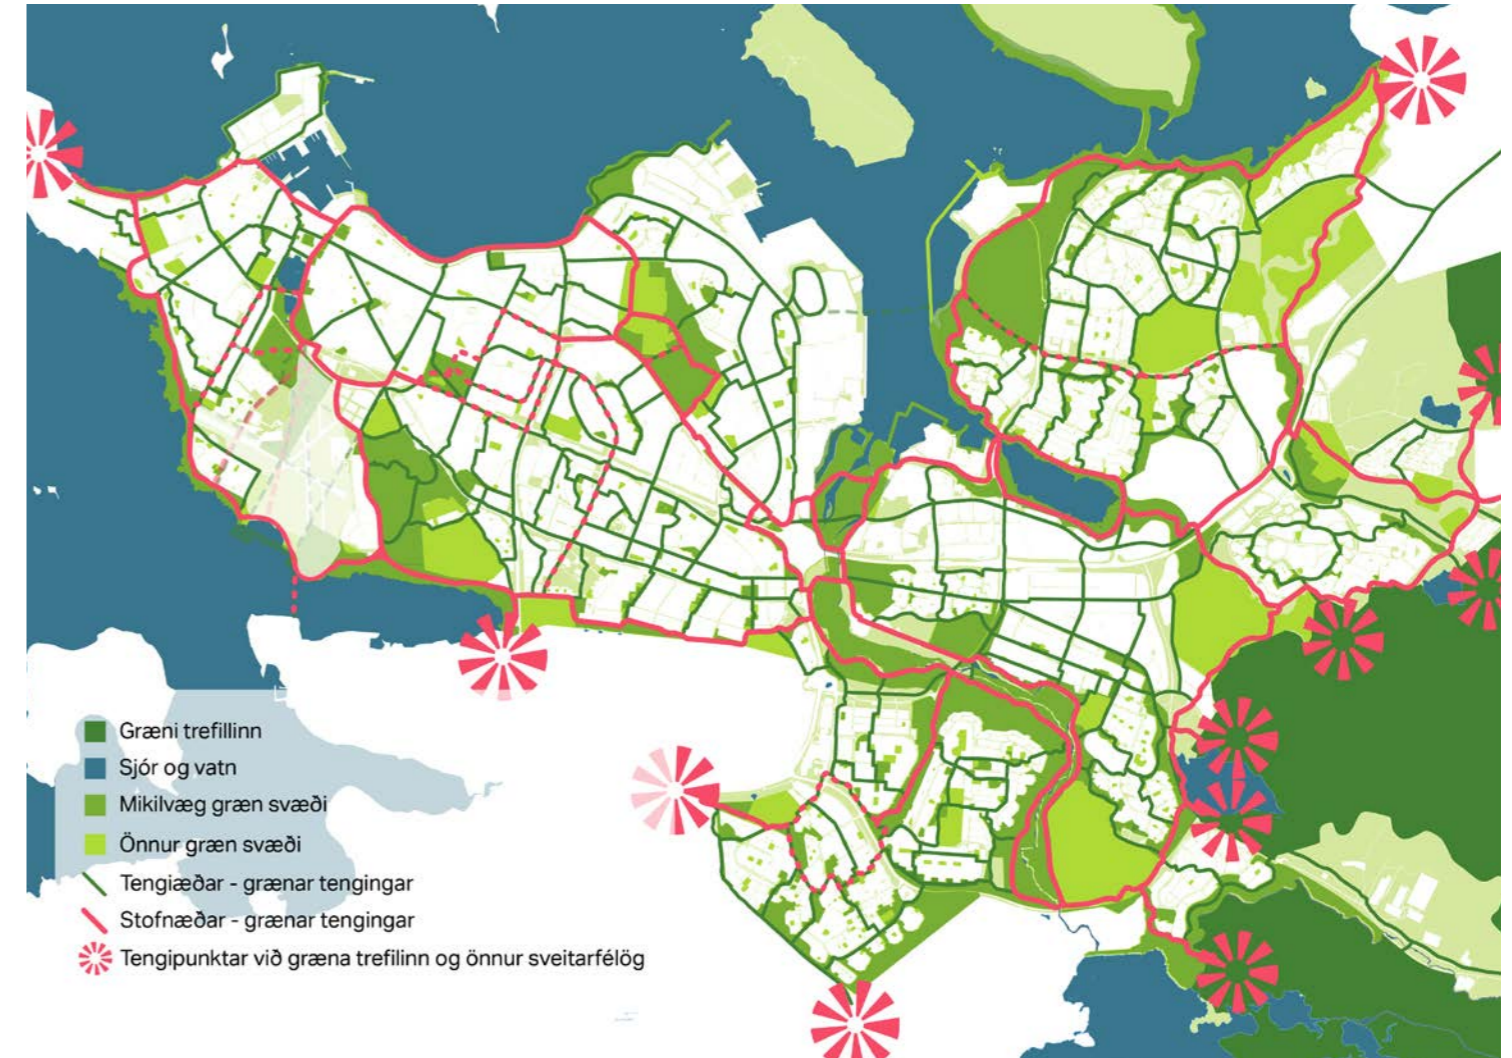 Græni trefillinn
Sjór og vatn
Mikilvæg græn svæði
Önnur græn svæði
Tengiæðar - grænar tengingar
Stofnæðar - grænar tengingar
Tengipunktar við græna trefilinn og önnur sveitarfélög